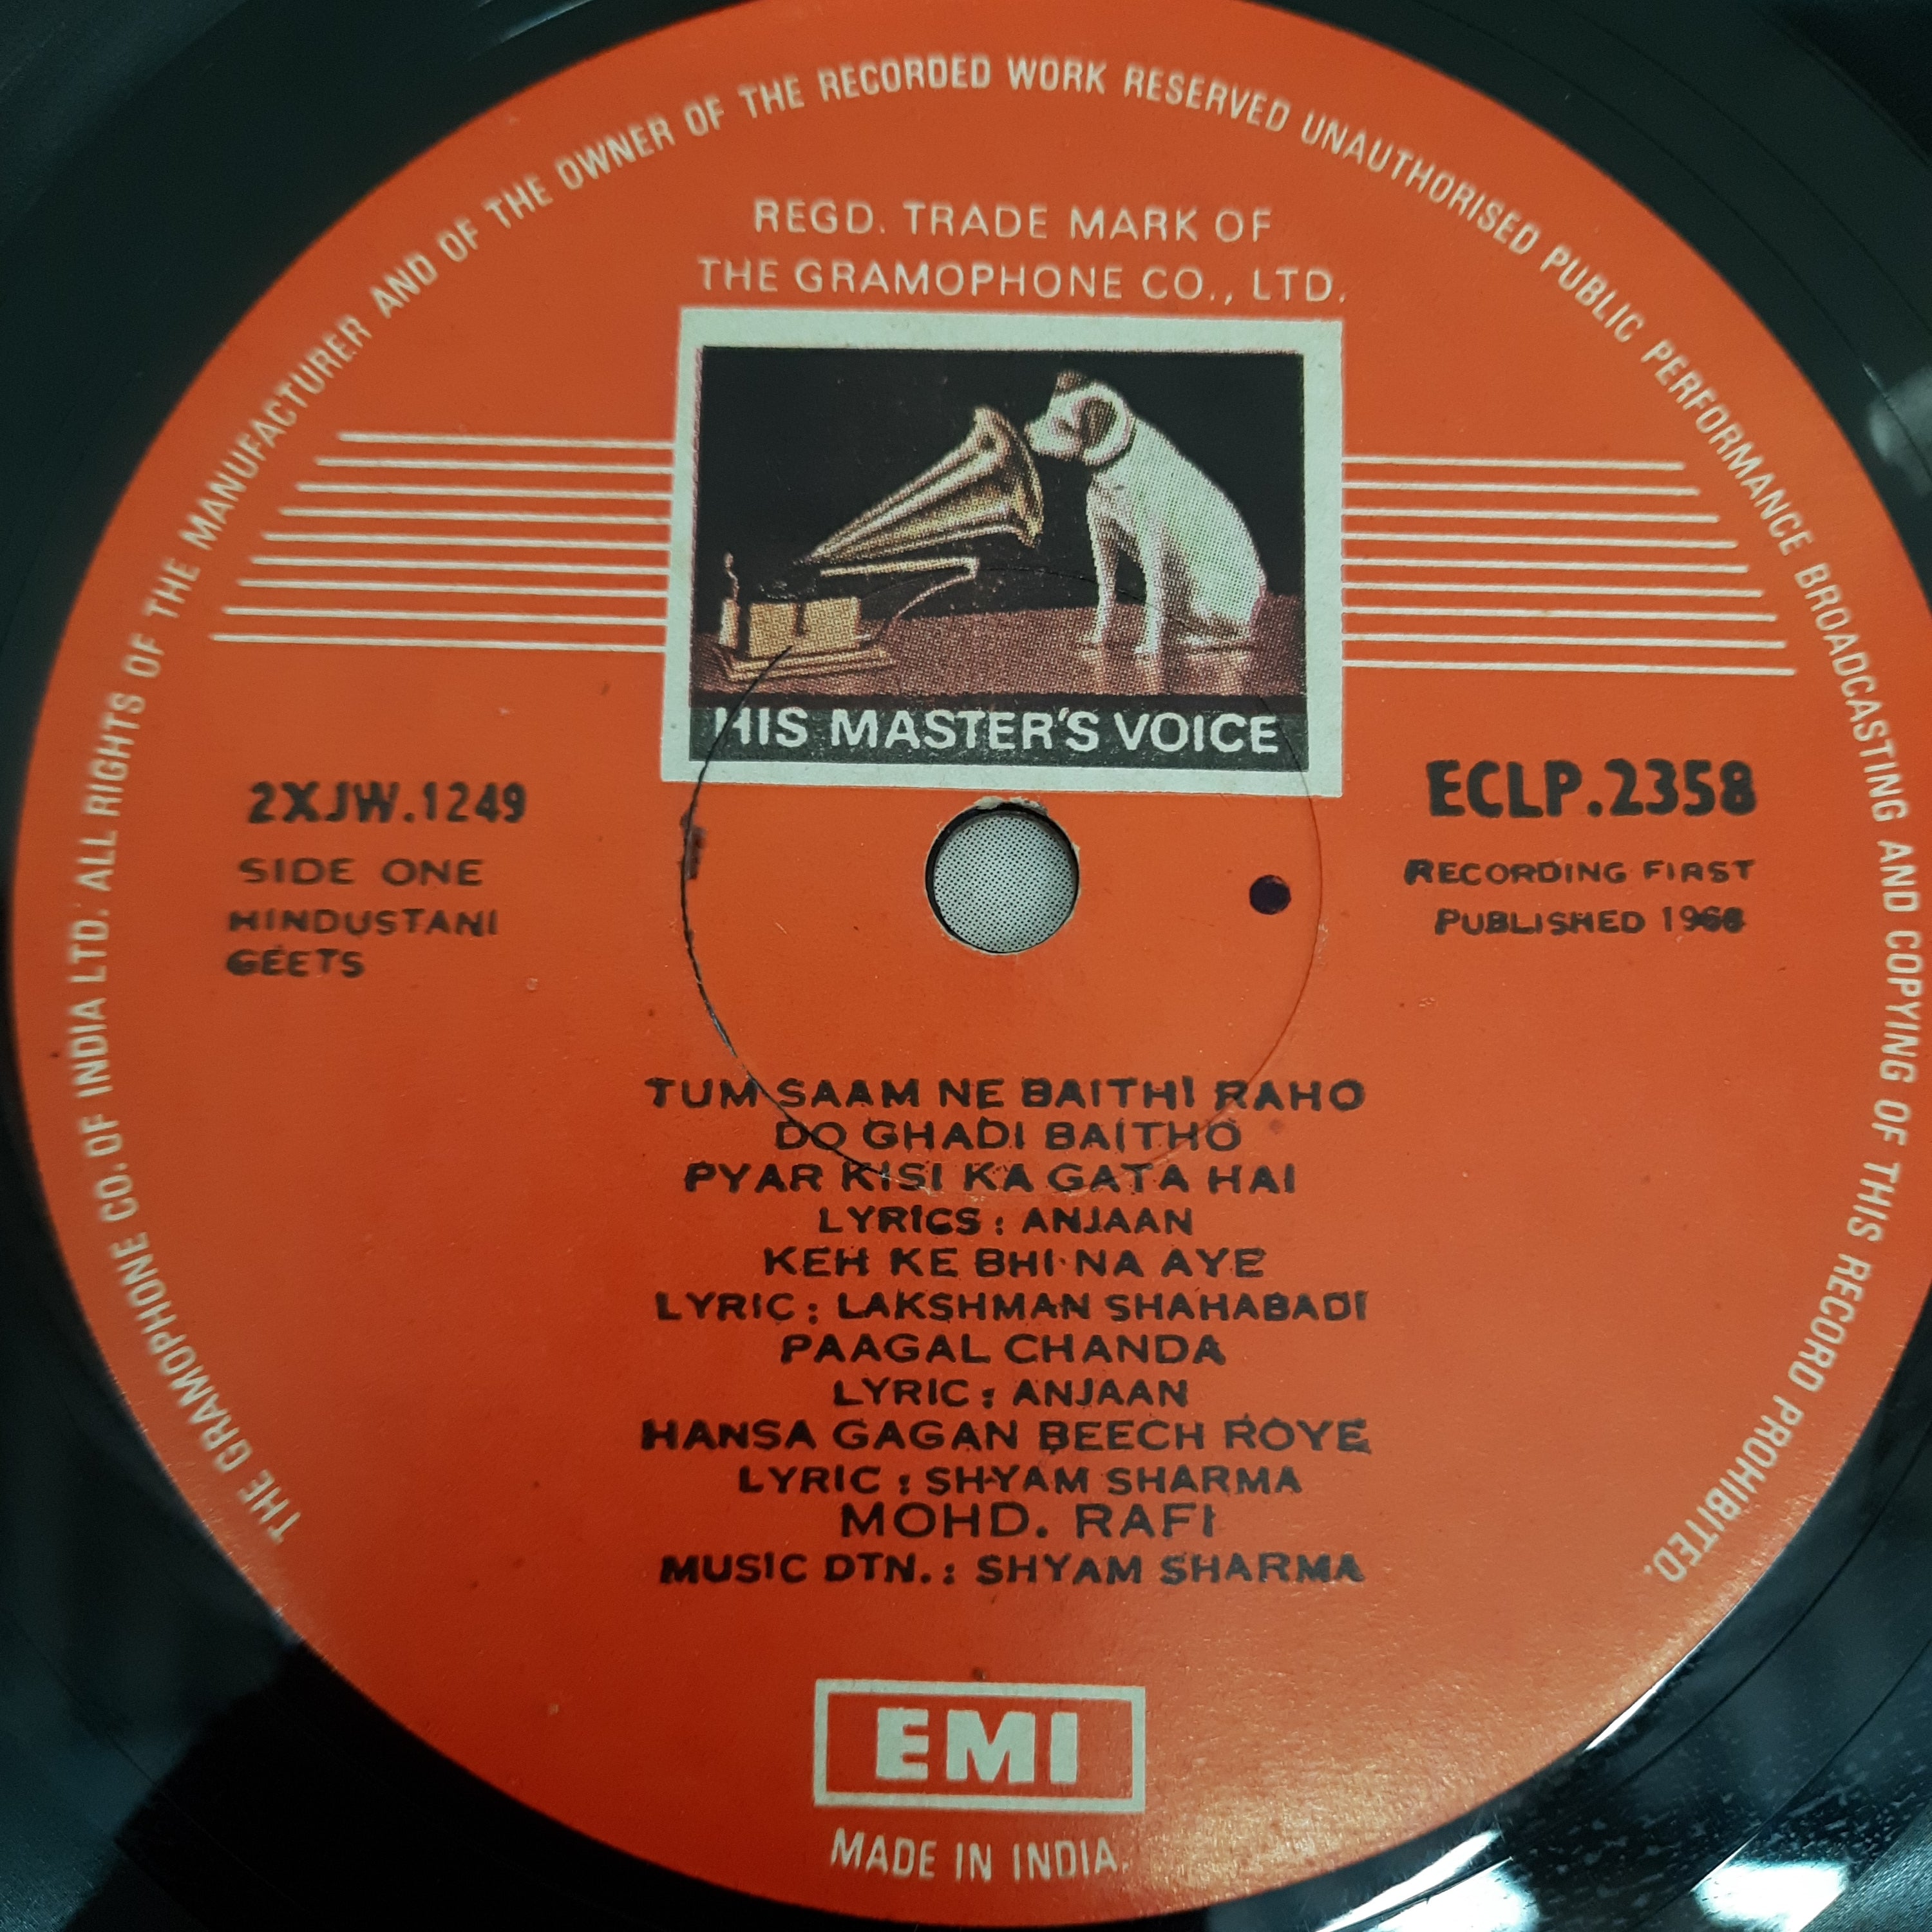 THE GRAMOPHONE CO. OF INDIA LTD. ALL RIGHTS OF THE MANUFACTURER AND OF THE OWNER OF THE RECORDED WORK RESERVED UNAUTHORISED PUBLIC PERFORMANCE BROADCASTING AND COPYING OF THIS RECORD PROHIBITED.
REGD. TRADE MARK OF
THE GRAMOPHONE CO., LTD.
HIS MASTER'S VOICE
2XJW.1249
SIDE ONE
HINDUSTANI
GEETS
ECLP.2358
RECORDING FIRST
PUBLISHED 1968
TUM SAAM NE BAITHI RAHO
DO GHADI BAITHO
PYAR KISI KA GATA HAI
LYRICS : ANJAAN
KEH KE BHI NA AYE
LYRIC : LAKSHMAN SHAHABADI
PAAGAL CHANDA
LYRIC : ANJAAN
HANSA GAGAN BEECH ROYE
LYRIC : SHYAM SHARMA
MOHD. RAFI
MUSIC DTN. : SHYAM SHARMA
EMI
MADE IN INDIA.